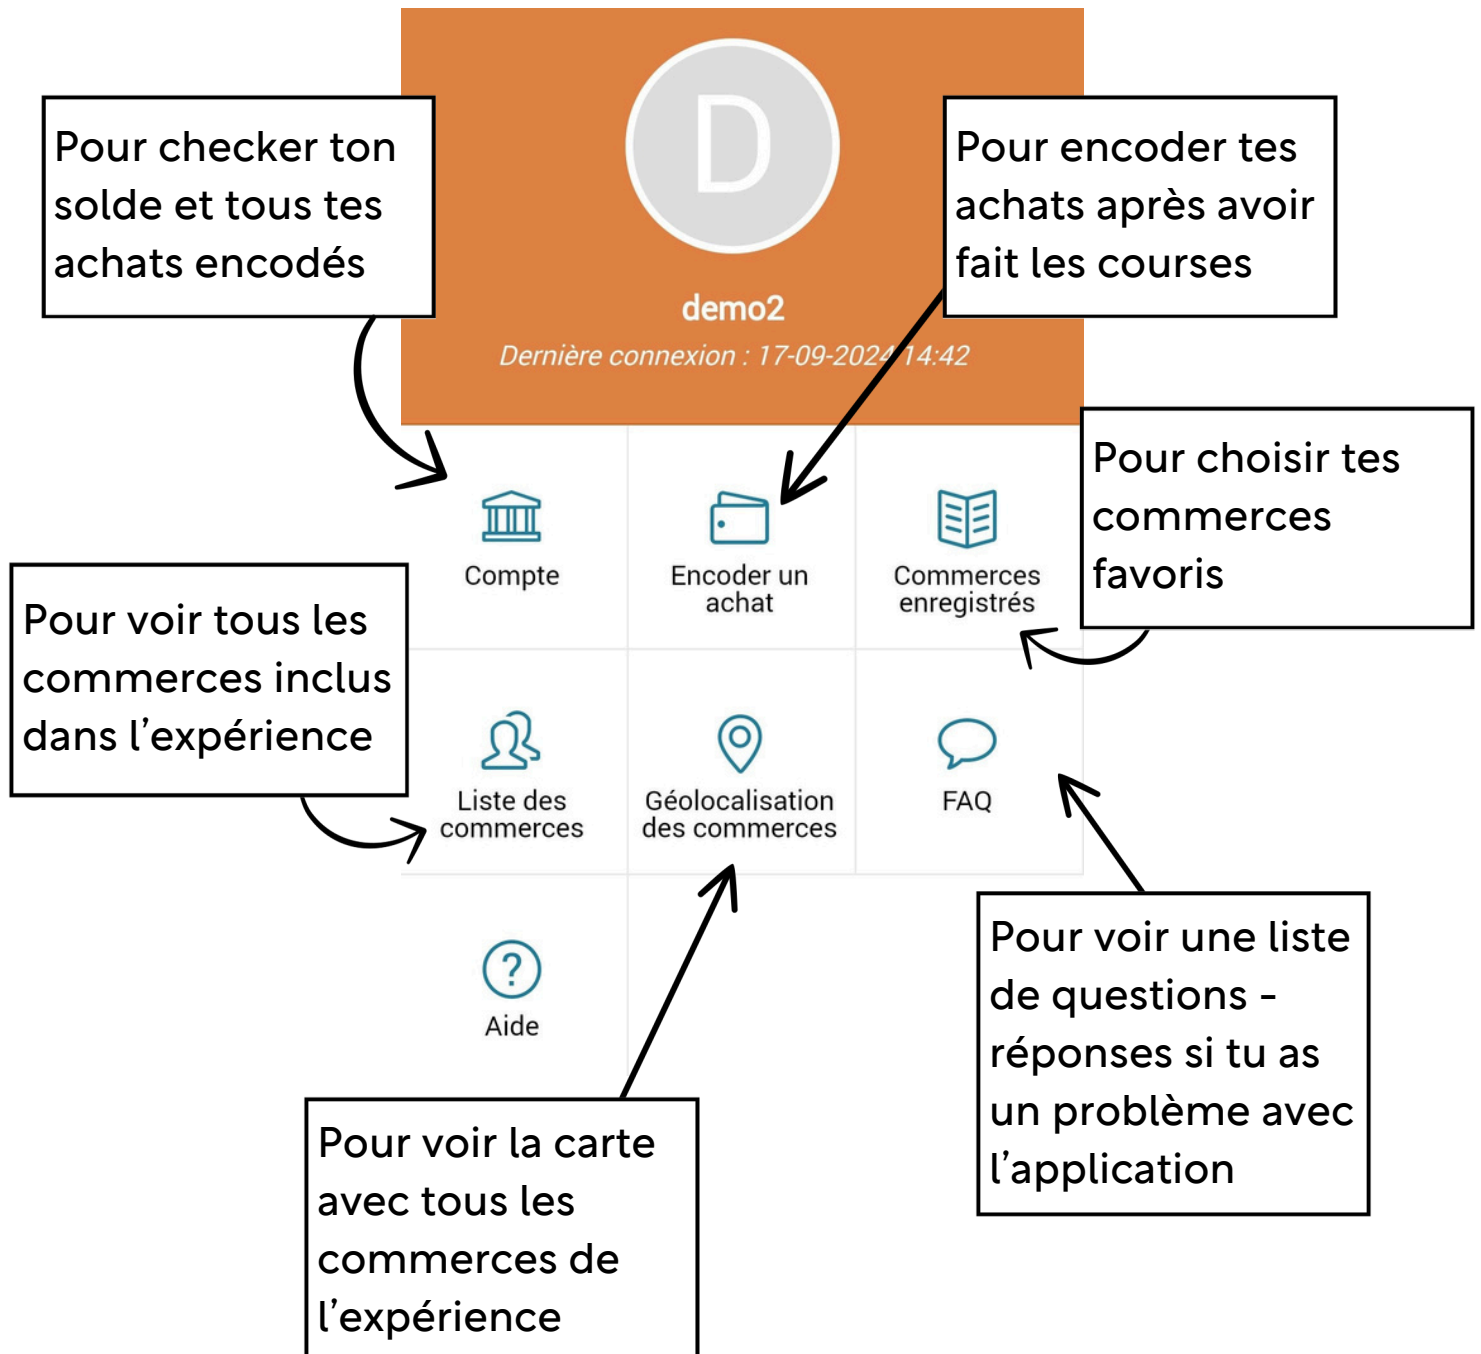 D
Pour checker ton
solde et tous tes
achats encodés
Pour encoder tes
achats après avoir
fait les courses
demo2
Dernière connexion : 17-09-2024 14:42
Pour choisir tes
commerces
favoris
Compte
Encoder un
achat
Commerces
enregistrés
Pour voir tous les
commerces inclus
dans l’expérience
Liste des
commerces
Géolocalisation
des commerces
FAQ
Pour voir une liste
de questions -
réponses si tu as
un problème avec
l’application
?
Aide
Pour voir la carte
avec tous les
commerces de
l’expérience